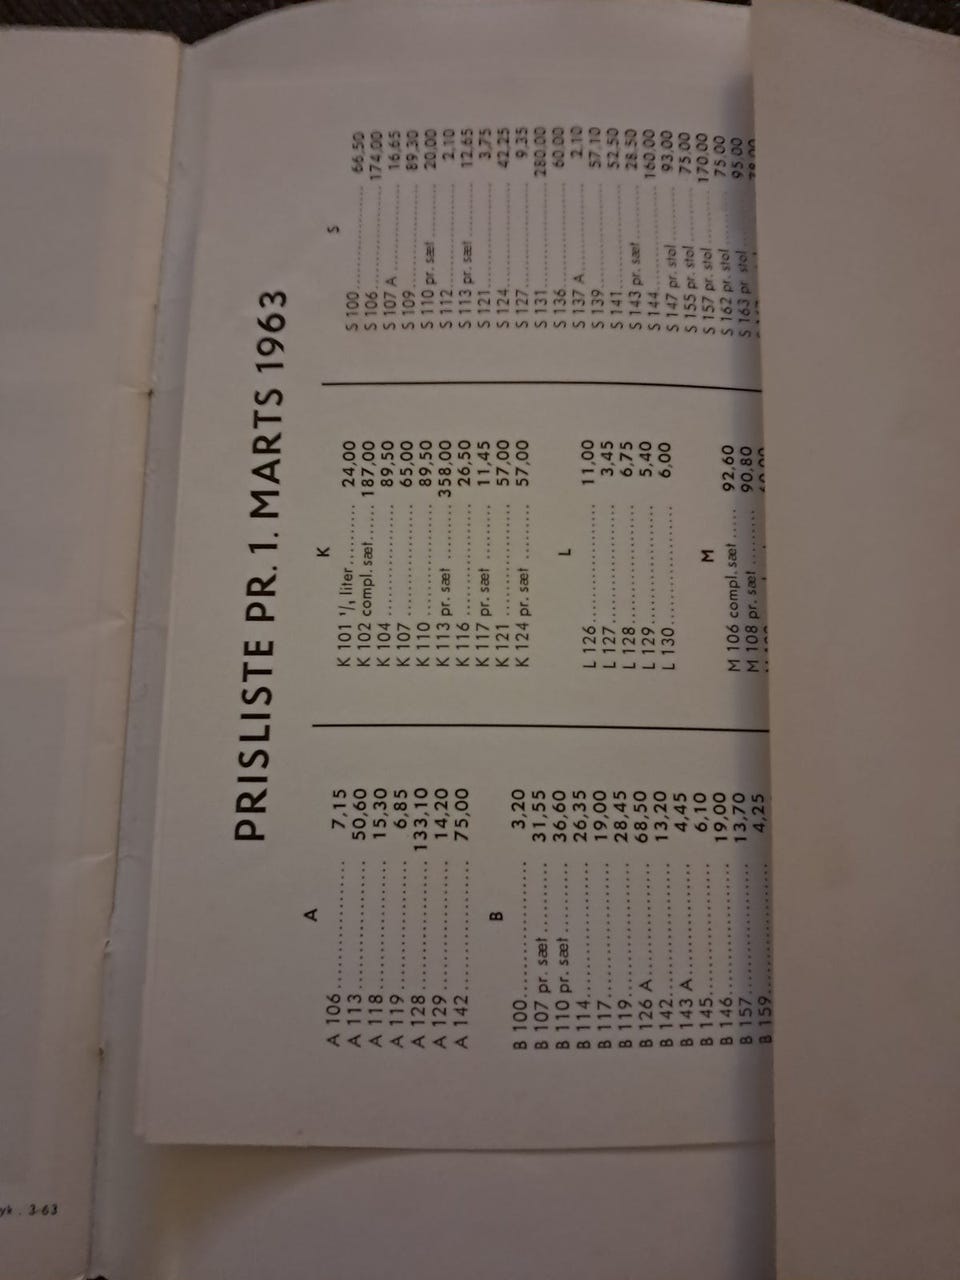 PRISLISTE PR. 1. MARTS 1963
A
A 106 .................. 7,15
A 113 .................. 50,60
A 118 .................. 15,30
A 119 .................. 6,85
A 128 .................. 133,10
A 129 .................. 14,20
A 142 .................. 75,00
B
B 100 .................. 3,20
B 107 pr. sæt .......... 31,55
B 110 pr. sæt .......... 36,60
B 114 .................. 26,35
B 117 .................. 19,00
B 119 .................. 28,45
B 126 A ................ 68,50
B 142 .................. 13,20
B 143 A ................ 4,45
B 145 .................. 6,10
B 146 .................. 19,00
B 157 .................. 13,70
B 159 .................. 4,25
K
K 101 ¹/₁ liter ......... 24,00
K 102 compl. sæt ...... 187,00
K 104 .................. 89,50
K 107 .................. 65,00
K 110 .................. 89,50
K 113 pr. sæt ......... 358,00
K 116 .................. 26,50
K 117 pr. sæt ......... 11,45
K 121 .................. 57,00
K 124 pr. sæt ......... 57,00
L
L 126 .................. 11,00
L 127 .................. 3,45
L 128 .................. 6,75
L 129 .................. 5,40
L 130 .................. 6,00
M
M 106 compl. sæt ..... 92,60
M 108 pr. sæt ......... 90,80
S
S 100 .................. 66.50
S 106 .................. 174.00
S 107 A ................ 16.65
S 109 .................. 89.30
S 110 pr. sæt .......... 20.00
S 112 .................. 2.10
S 113 pr. sæt .......... 12.65
S 121 .................. 3.75
S 124 .................. 42.25
S 127 .................. 9.35
S 131 .................. 280.00
S 136 .................. 60.00
S 137 A ................ 2.10
S 139 .................. 57.10
S 141 .................. 52.50
S 143 pr. sæt .......... 28.50
S 144 .................. 160.00
S 147 pr. stol .......... 93.00
S 155 pr. stol .......... 75.00
S 157 pr. stol .......... 170.00
S 162 pr. stol .......... 75.00
S 163 pr. stol .......... 95.00
3-63